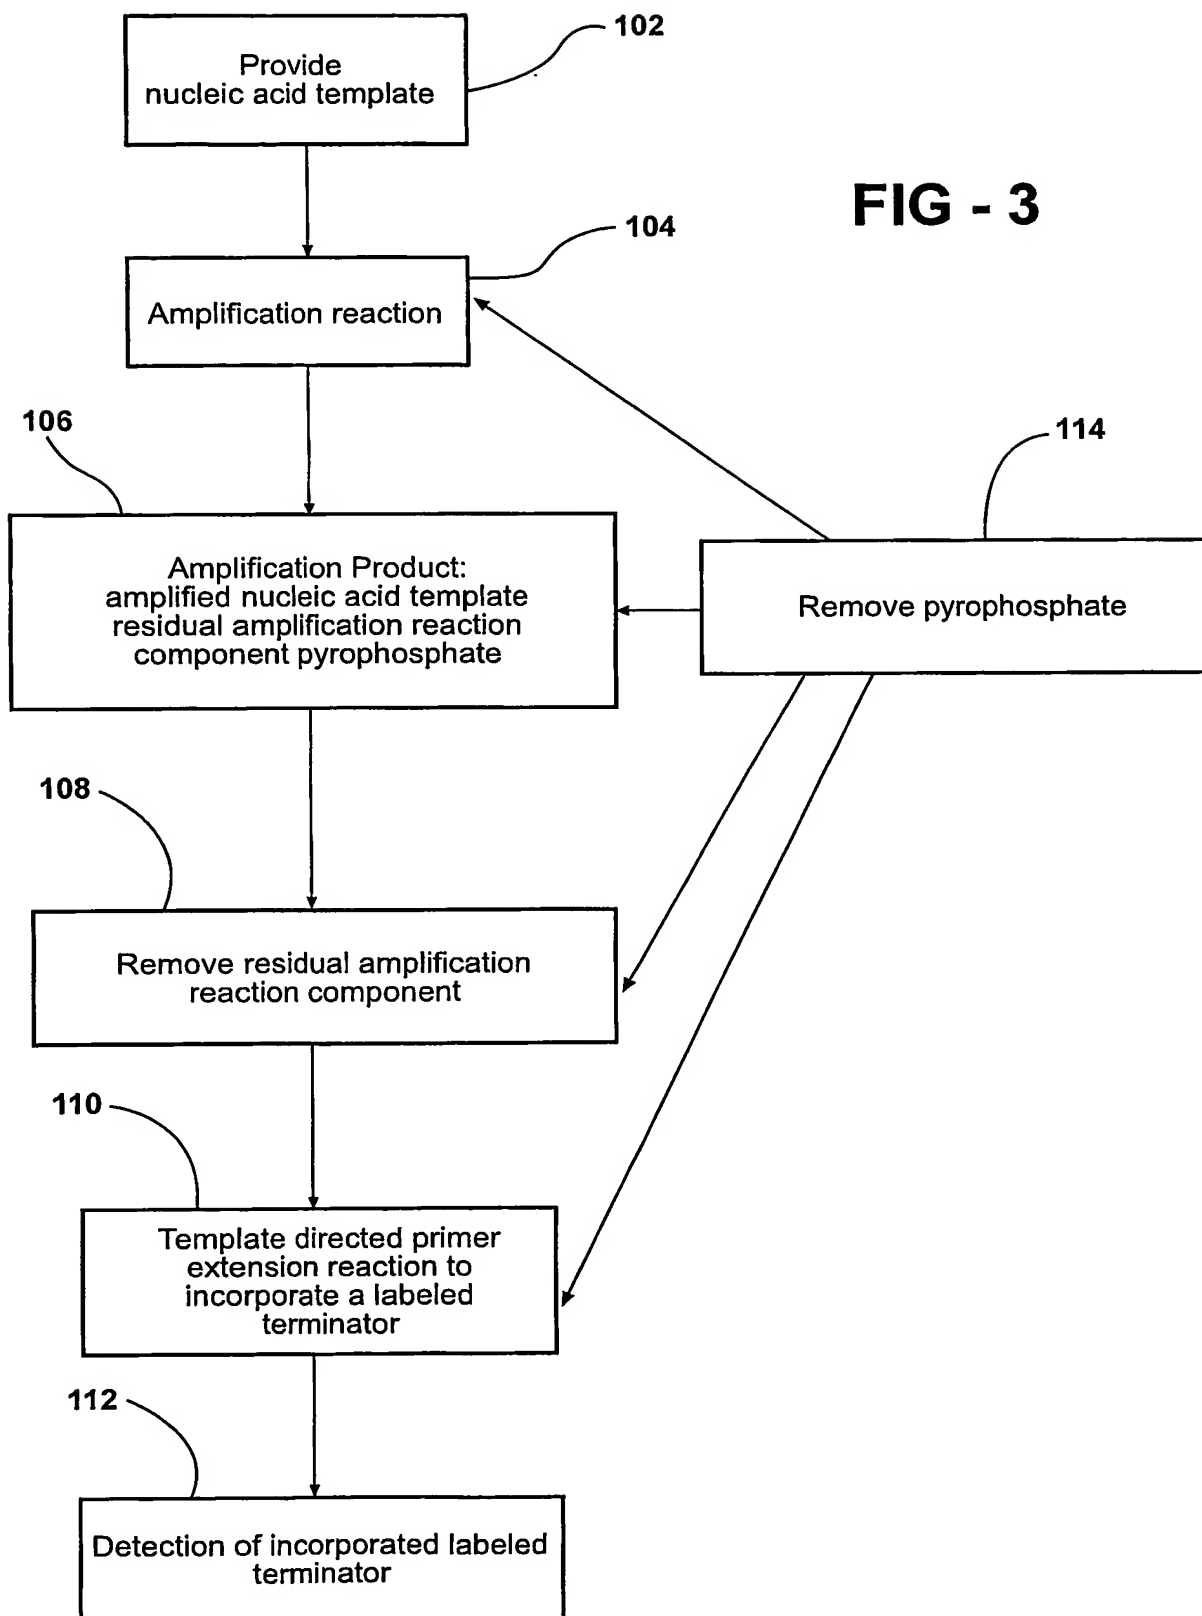 102
Provide
nucleic acid template
FIG - 3
104
Amplification reaction
106
114
Amplification Product:
amplified nucleic acid template
residual amplification reaction
component pyrophosphate
Remove pyrophosphate
108
Remove residual amplification
reaction component
110
Template directed primer
extension reaction to
incorporate a labeled
terminator
112
Detection of incorporated labeled
terminator